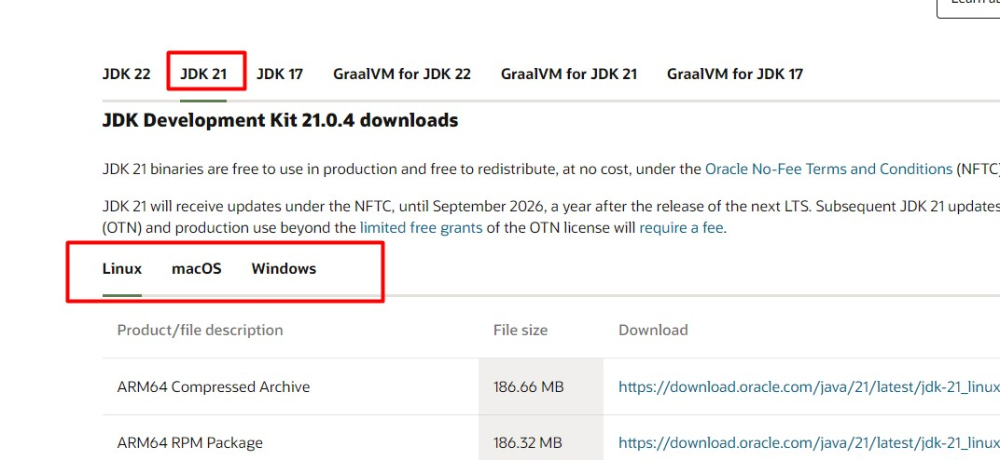 JDK 22 JDK 21 JDK 17 GraalVM for JDK 22 GraalVM for JDK 21 GraalVM for JDK 17
JDK Development Kit 21.0.4 downloads
JDK 21 binaries are free to use in production and free to redistribute, at no cost, under the Oracle No-Fee Terms and Conditions (NFTC)
JDK 21 will receive updates under the NFTC, until September 2026, a year after the release of the next LTS. Subsequent JDK 21 updates
(OTN) and production use beyond the limited free grants of the OTN license will require a fee.
Linux macOS Windows
Product/file description File size Download
ARM64 Compressed Archive 186.66 MB https://download.oracle.com/java/21/latest/jdk-21_linux
ARM64 RPM Package 186.32 MB https://download.oracle.com/java/21/latest/jdk-21_linux